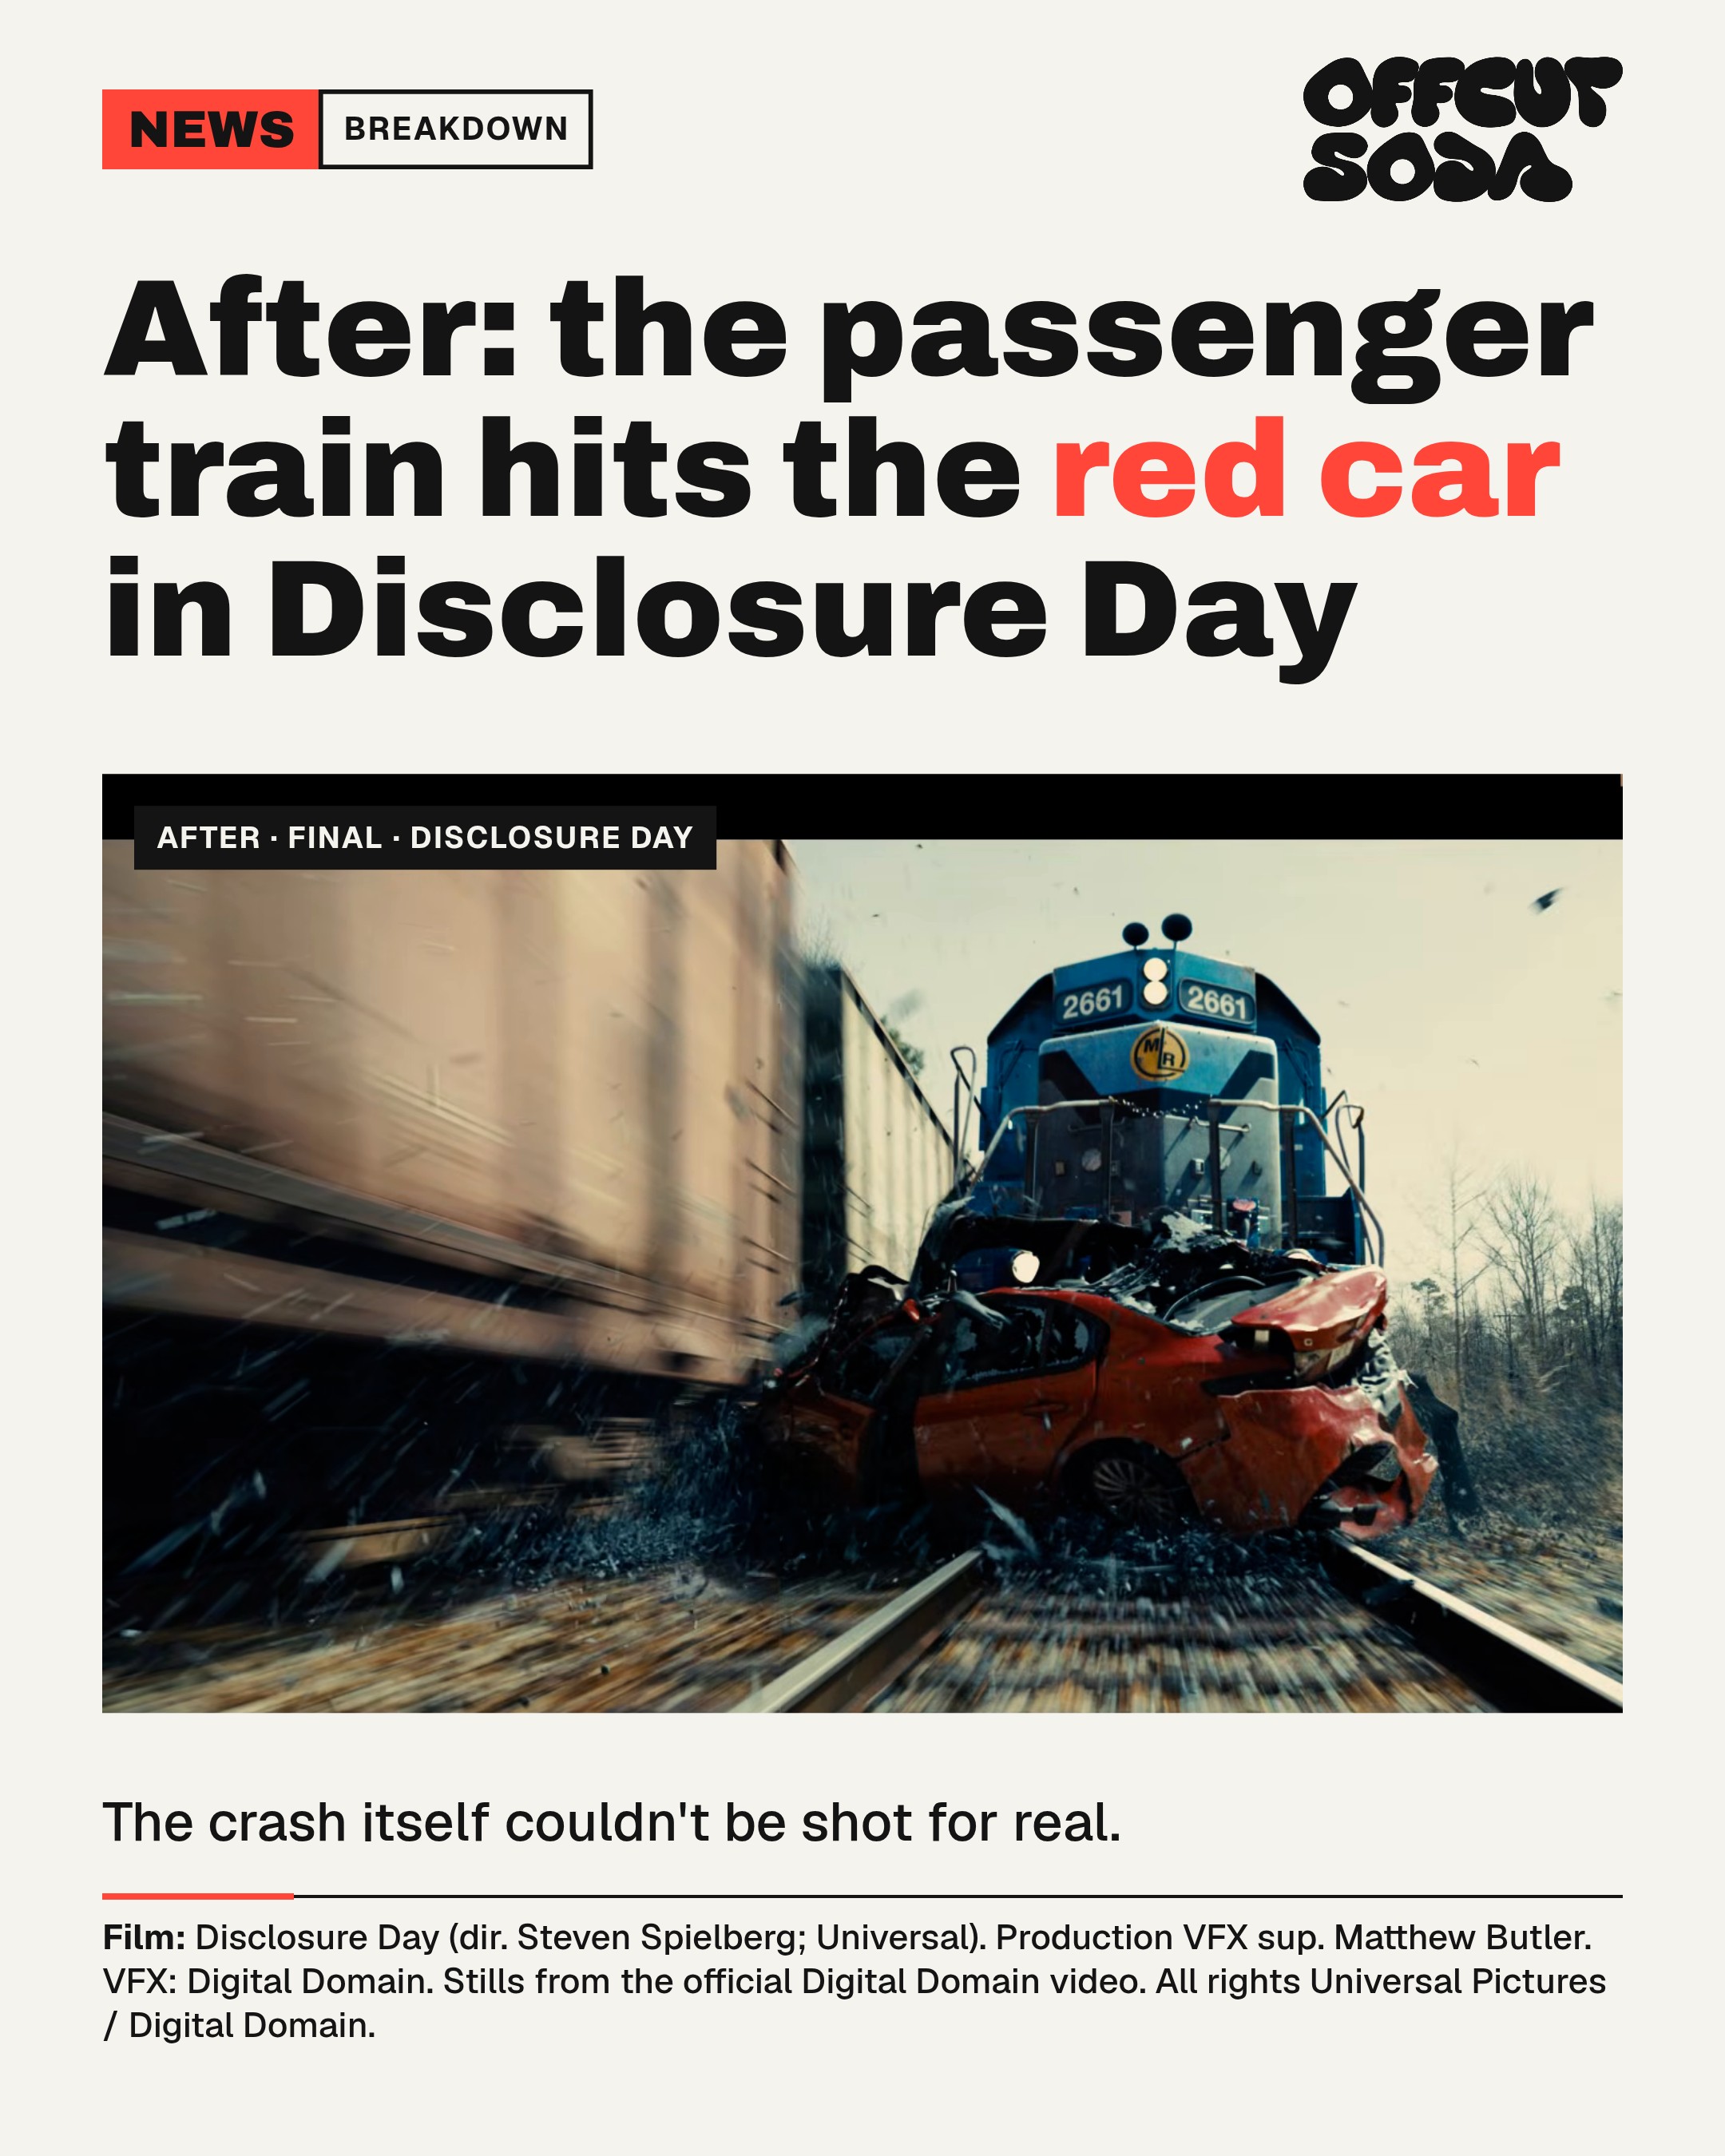 NEWS BREAKDOWN
OFFCUT
SODA
After: the passenger
train hits the red car
in Disclosure Day
AFTER · FINAL · DISCLOSURE DAY
2661 2661
M R
The crash itself couldn't be shot for real.
Film: Disclosure Day (dir. Steven Spielberg; Universal). Production VFX sup. Matthew Butler.
VFX: Digital Domain. Stills from the official Digital Domain video. All rights Universal Pictures
/ Digital Domain.